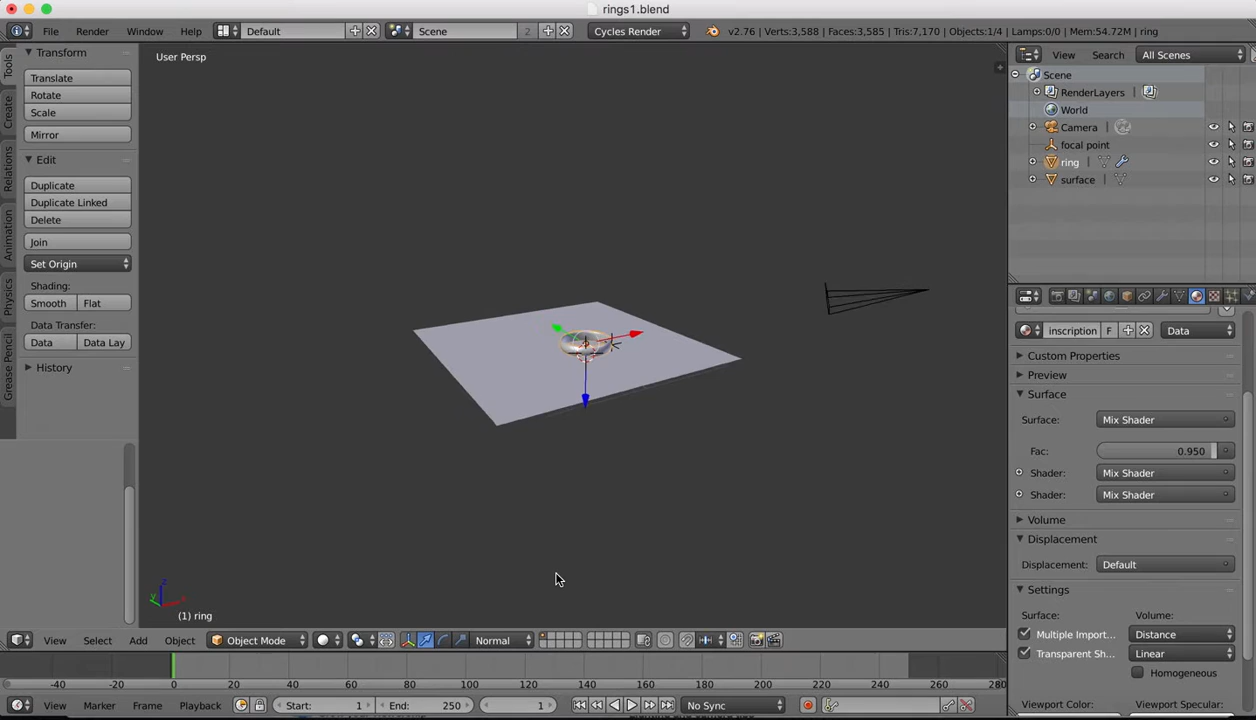 rings1.blend
File Render Window Help Default Scene 2 Cycles Render v2.76 | Verts:3,588 | Faces:3,585 | Tris:7,170 | Objects:1/4 | Lamps:0/0 | Mem:54.72M | ring
Tools
Create
Relations
Animation
Physics
Grease Pencil
Transform
Translate
Rotate
Scale
Mirror
Edit
Duplicate
Duplicate Linked
Delete
Join
Set Origin
Shading:
Smooth Flat
Data Transfer:
Data Data Lay
History
User Persp
z
y
(1) ring
View Select Add Object Object Mode Normal
View Search All Scenes
Scene
RenderLayers |
World
Camera |
focal point
ring |
surface |
inscription F Data
Custom Properties
Preview
Surface
Surface: Mix Shader
Fac: 0.950
Shader: Mix Shader
Shader: Mix Shader
Volume
Displacement
Displacement: Default
Settings
Surface: Volume:
Multiple Import... Distance
Transparent Sh... Linear
Homogeneous
Viewport Color: Viewport Specular:
-40 -20 0 20 40 60 80 100 120 140 160 180 200 220 240 260 280
View Marker Frame Playback Start: 1 End: 250 1 No Sync